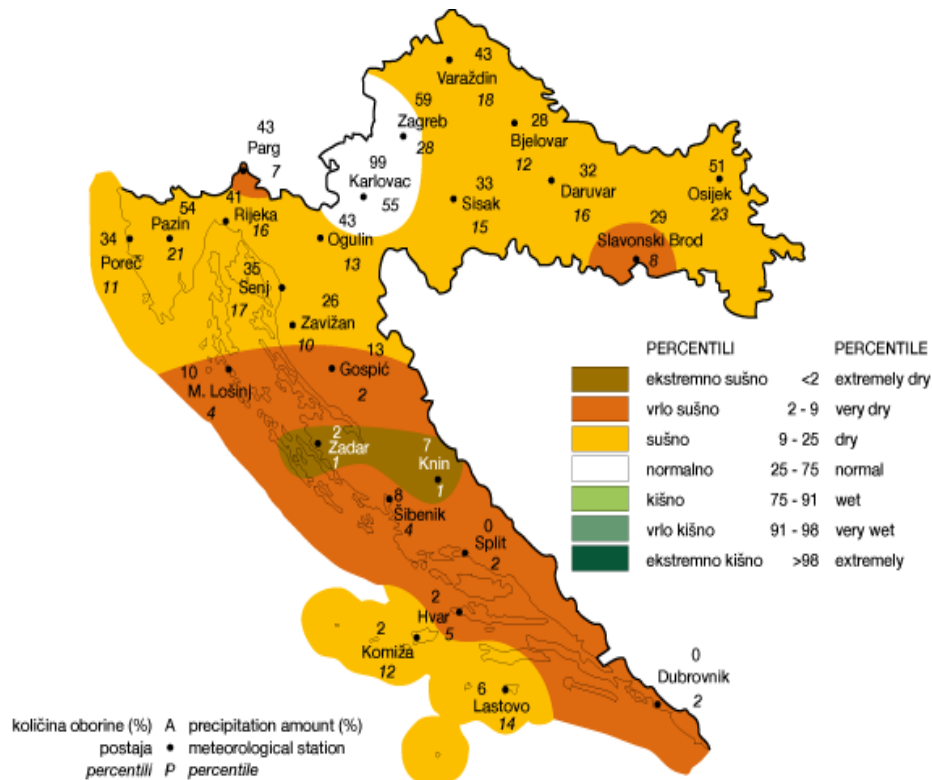 43
Varaždin
18
59
Zagreb
28
28
Bjelovar
12
43
Parg
7
99
Karlovac
55
32
Daruvar
16
51
Osijek
23
33
Sisak
15
54
Pazin
21
41
Rijeka
16
43
Ogulin
13
29
Slavonski Brod
8
34
Poreč
11
35
Senj
17
26
Zavižan
10
13
Gospić
2
10
M. Lošinj
4
2
Zadar
1
7
Knin
1
8
Šibenik
4
0
Split
2
2
Hvar
5
2
Komiža
12
6
Lastovo
14
0
Dubrovnik
2
PERCENTILI PERCENTILE
ekstremno sušno <2 extremely dry
vrlo sušno 2 - 9 very dry
sušno 9 - 25 dry
normalno 25 - 75 normal
kišno 75 - 91 wet
vrlo kišno 91 - 98 very wet
ekstremno kišno >98 extremely
količina oborine (%) A precipitation amount (%)
postaja • meteorological station
percentili P percentile